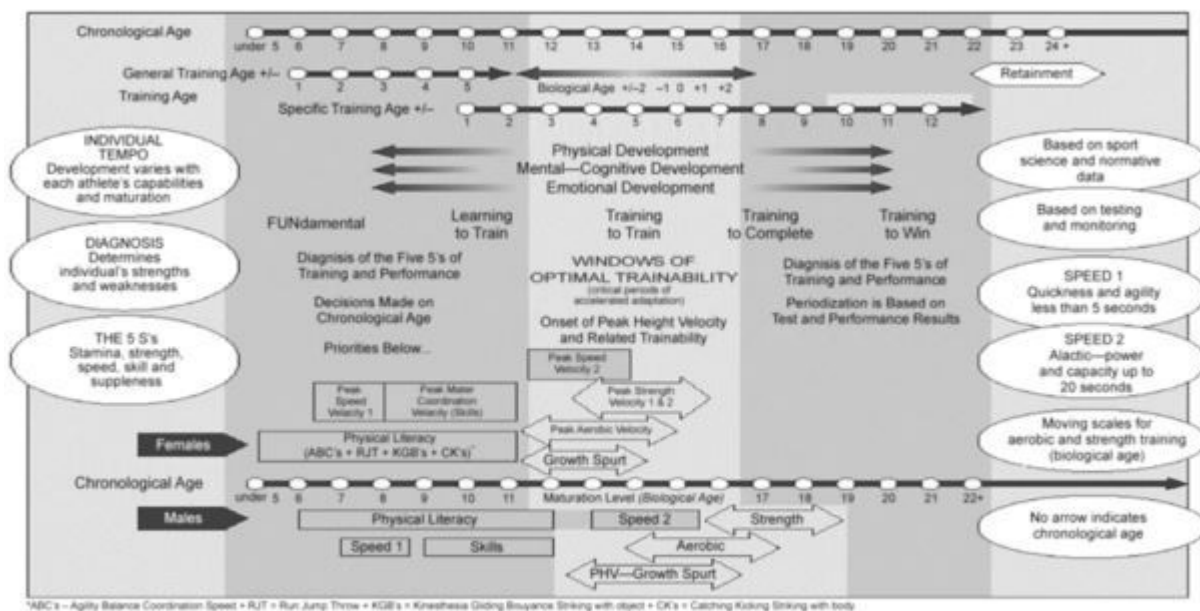 Chronological Age
under 5 6 7 8 9 10 11 12 13 14 15 16 17 18 19 20 21 22 23 24 +
General Training Age +/–
1 2 3 4 5
Biological Age +/–2 –1 0 +1 +2
Retainment
Training Age
Specific Training Age +/–
1 2 3 4 5 6 7 8 9 10 11 12
INDIVIDUAL
TEMPO
Development varies with
each athlete's capabilities
and maturation
DIAGNOSIS
Determines
individual's strengths
and weaknesses
THE 5 S's
Stamina, strength,
speed, skill and
suppleness
Physical Development
Mental—Cognitive Development
Emotional Development
FUNdamental
Learning
to Train
Training
to Train
Training
to Complete
Training
to Win
Diagnisis of the Five 5's of
Training and Performance
Decisions Made on
Chronological Age
Priorities Below...
WINDOWS OF
OPTIMAL TRAINABILITY
(critical periods of
accelerated adaptation)
Onset of Peak Height Velocity
and Related Trainability
Diagnisis of the Five 5's of
Training and Performance
Periodization is Based on
Test and Performance Results
Based on sport
science and normative
data
Based on testing
and monitoring
SPEED 1
Quickness and agility
less than 5 seconds
SPEED 2
Alactic—power
and capacity up to
20 seconds
Moving scales for
aerobic and strength training
(biological age)
No arrow indicates
chronological age
Peak Speed
Velocity 2
Peak
Speed
Velacity 1
Peak Mater
Coordination
Velacity (Skills)
Peak Strength
Velocity 1 & 2
Peak Aerobic Velocity
Females
Physical Literacy
(ABC's + RJT + KGB's + CK's)*
Growth Spurt
Chronological Age
under 5 6 7 8 9 10 11 Maturation Level (Biological Age) 17 18 19 20 21 22+
Males
Physical Literacy
Speed 2
Strength
Speed 1
Skills
Aerobic
PHV—Growth Spurt
*ABC's – Agility Balance Coordination Speed + RJT = Run Jump Throw + KGB's = Kinesthesia Gliding Bouyance Striking with object + CK's = Catching Kicking Striking with body